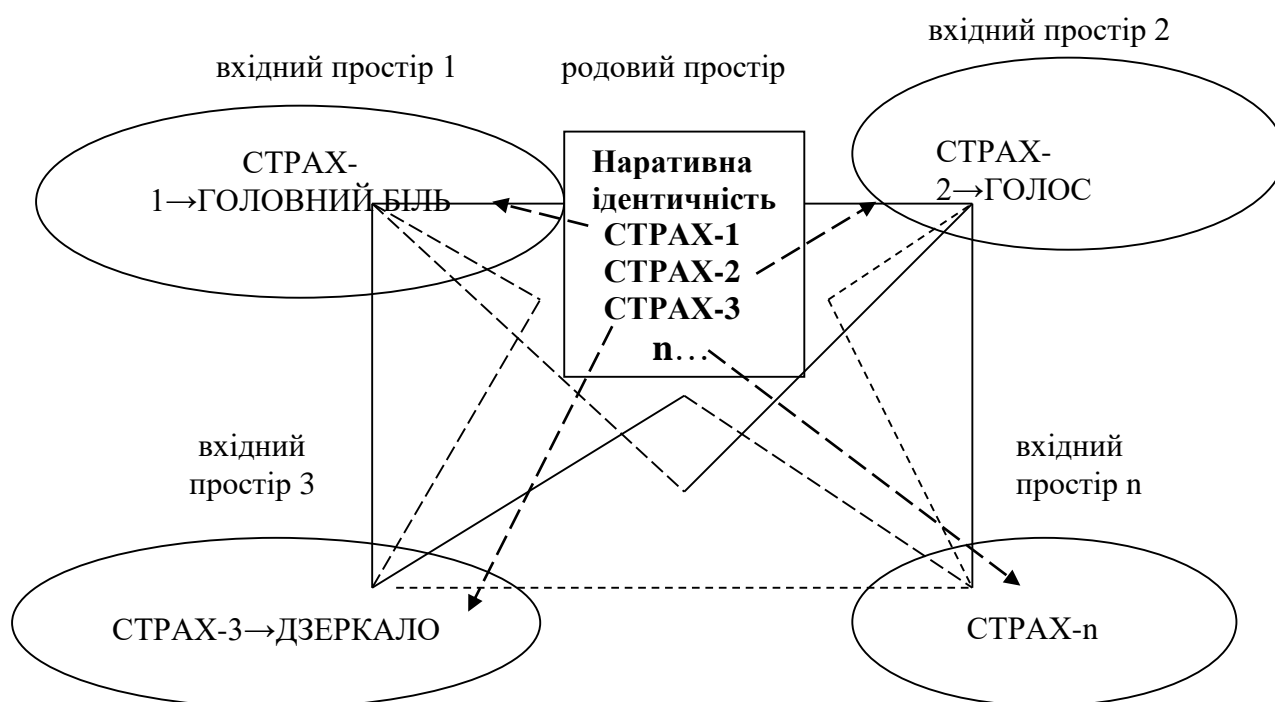 вхідний простір 1
родовий простір
вхідний простір 2
СТРАХ-
1→ГОЛОВНИЙ БІЛЬ
Наративна
ідентичність
СТРАХ-1
СТРАХ-2
СТРАХ-3
n…
СТРАХ-
2→ГОЛОС
вхідний
простір 3
вхідний
простір n
СТРАХ-3→ДЗЕРКАЛО
СТРАХ-n